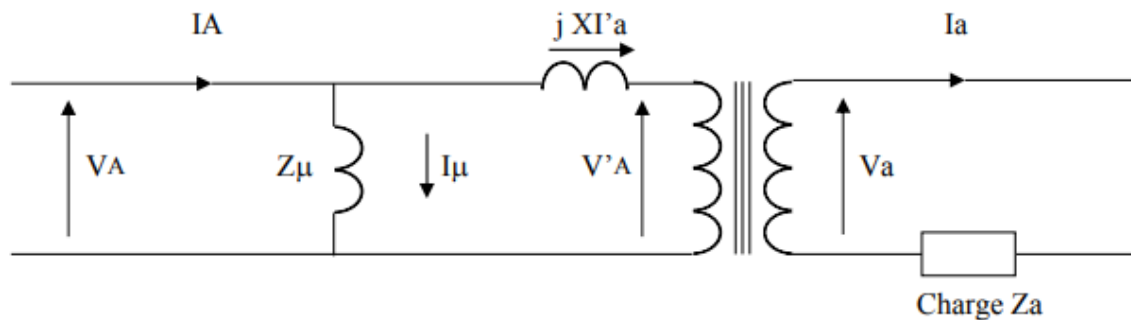 IA
j XI'a
Ia
VA
Zμ
Iμ
V'A
Va
Charge Za